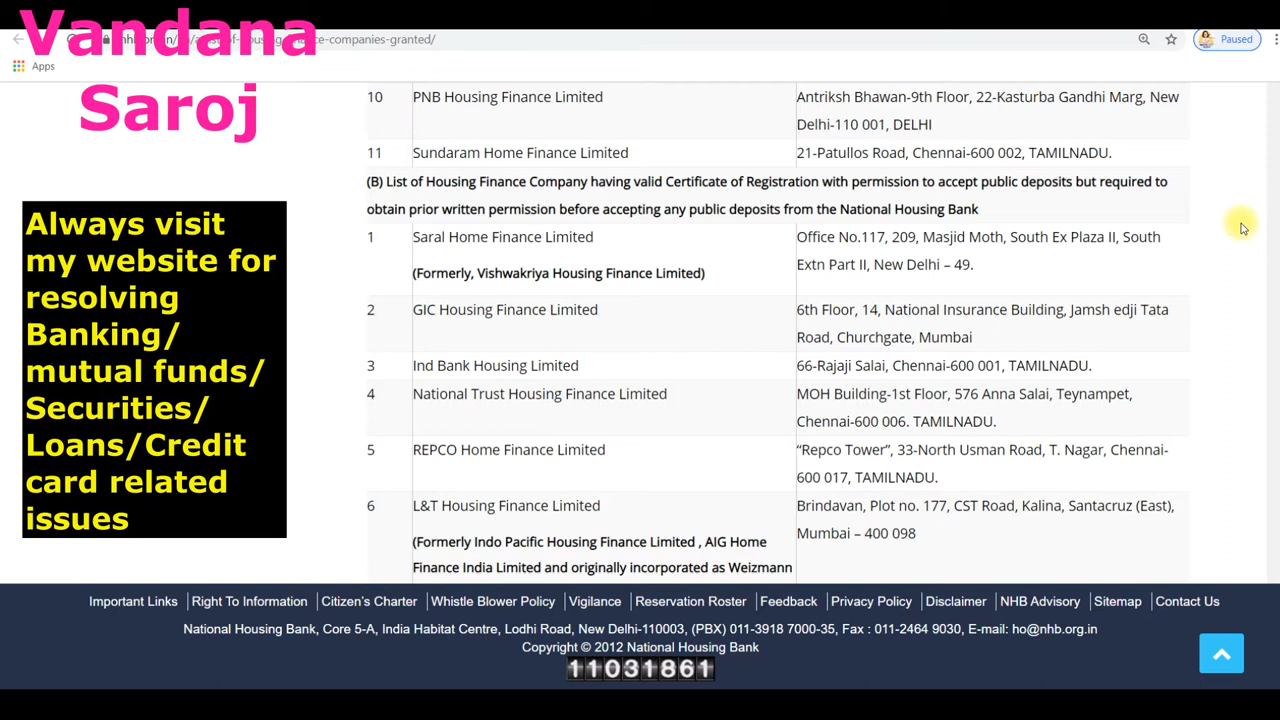 Vandana
Saroj
-companies-granted/
Paused
Apps
Always visit
my website for
resolving
Banking/
mutual funds/
Securities/
Loans/Credit
card related
issues
10 PNB Housing Finance Limited Antriksh Bhawan-9th Floor, 22-Kasturba Gandhi Marg, New
Delhi-110 001, DELHI
11 Sundaram Home Finance Limited 21-Patullos Road, Chennai-600 002, TAMILNADU.
(B) List of Housing Finance Company having valid Certificate of Registration with permission to accept public deposits but required to
obtain prior written permission before accepting any public deposits from the National Housing Bank
1 Saral Home Finance Limited Office No.117, 209, Masjid Moth, South Ex Plaza II, South
Extn Part II, New Delhi – 49.
(Formerly, Vishwakriya Housing Finance Limited)
2 GIC Housing Finance Limited 6th Floor, 14, National Insurance Building, Jamsh edji Tata
Road, Churchgate, Mumbai
3 Ind Bank Housing Limited 66-Rajaji Salai, Chennai-600 001, TAMILNADU.
4 National Trust Housing Finance Limited MOH Building-1st Floor, 576 Anna Salai, Teynampet,
Chennai-600 006. TAMILNADU.
5 REPCO Home Finance Limited “Repco Tower”, 33-North Usman Road, T. Nagar, Chennai-
600 017, TAMILNADU.
6 L&T Housing Finance Limited Brindavan, Plot no. 177, CST Road, Kalina, Santacruz (East),
Mumbai – 400 098
(Formerly Indo Pacific Housing Finance Limited , AIG Home
Finance India Limited and originally incorporated as Weizmann
Important Links Right To Information Citizen's Charter Whistle Blower Policy Vigilance Reservation Roster Feedback Privacy Policy Disclaimer NHB Advisory Sitemap Contact Us
National Housing Bank, Core 5-A, India Habitat Centre, Lodhi Road, New Delhi-110003, (PBX) 011-3918 7000-35, Fax : 011-2464 9030, E-mail: ho@nhb.org.in
Copyright © 2012 National Housing Bank
11031861